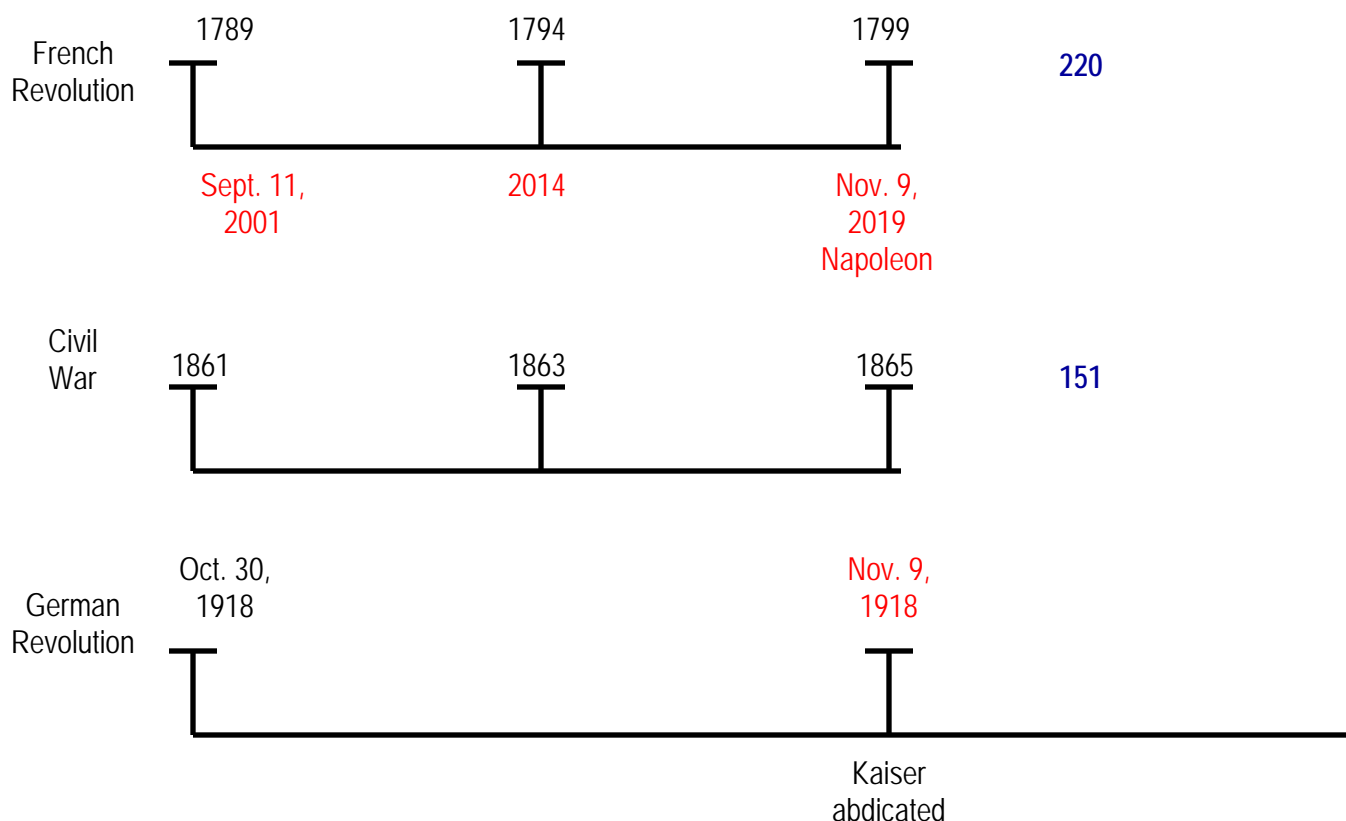 French
Revolution
1789
1794
1799
220
Sept. 11,
2001
2014
Nov. 9,
2019
Napoleon
Civil
War
1861
1863
1865
151
German
Revolution
Oct. 30,
1918
Nov. 9,
1918
Kaiser
abdicated